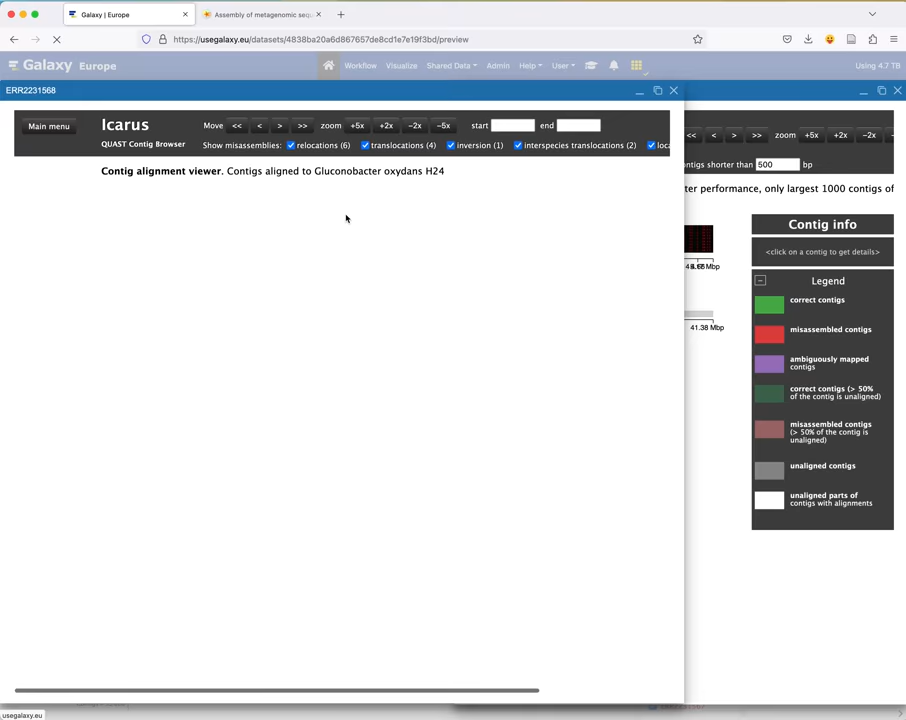 Galaxy | Europe
Assembly of metagenomic seq
https://usegalaxy.eu/datasets/4838ba20a6d867657de8cd1e7e19f3bd/preview
Galaxy Europe
Workflow Visualize Shared Data Admin Help User
Using 4.7 TB
ERR2231568
Main menu
Icarus
QUAST Contig Browser
Move << < > >> zoom +5x +2x −2x −5x start end
Show misassemblies: relocations (6) translocations (4) inversion (1) interspecies translocations (2) loca
Contig alignment viewer. Contigs aligned to Gluconobacter oxydans H24
<< < > >> zoom +5x +2x −2x
ntigs shorter than 500 bp
ter performance, only largest 1000 contigs of
Mbp
41.38 Mbp
Contig info
<click on a contig to get details>
Legend
correct contigs
misassembled contigs
ambiguously mapped
contigs
correct contigs (> 50%
of the contig is unaligned)
misassembled contigs
(> 50% of the contig is
unaligned)
unaligned contigs
unaligned parts of
contigs with alignments
usegalaxy.eu